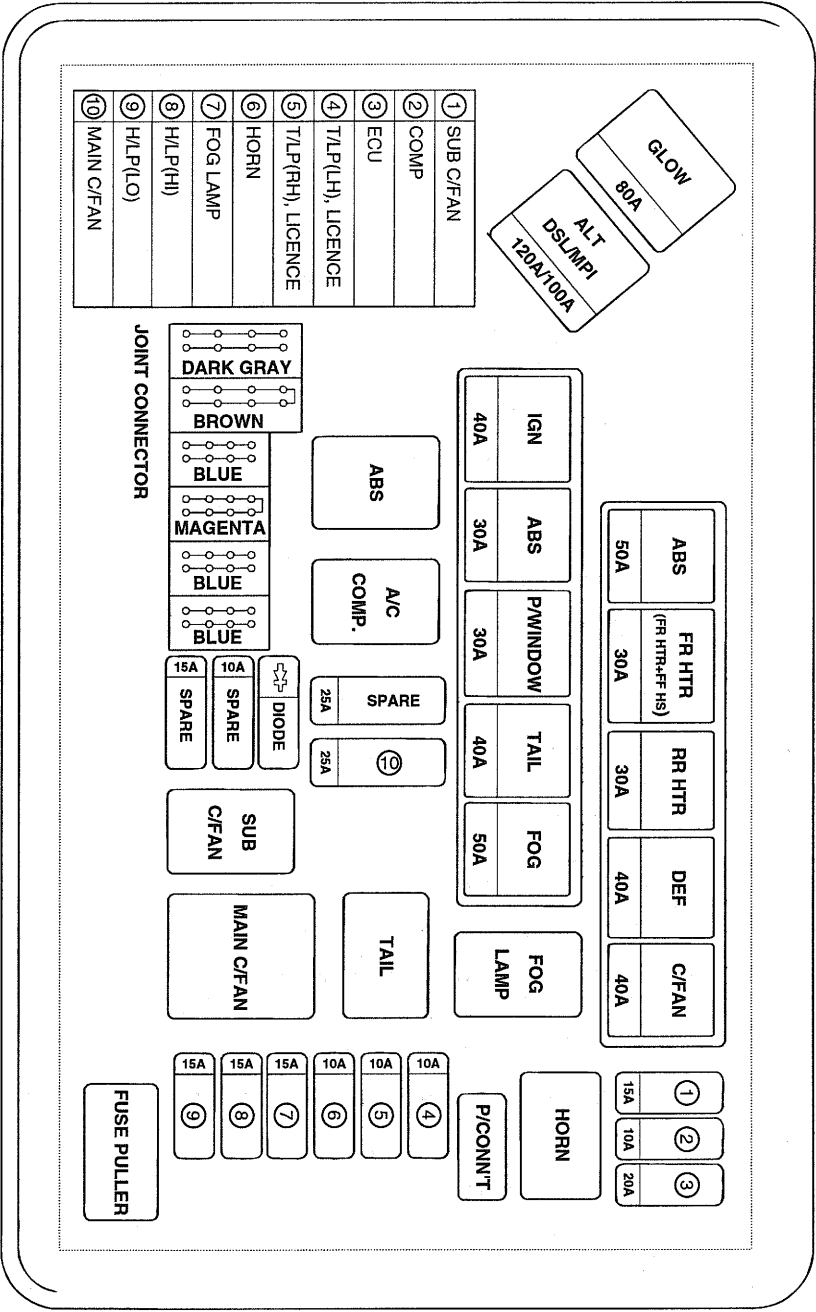 ① SUB C/FAN
② COMP
③ ECU
④ T/LP(LH), LICENCE
⑤ T/LP(RH), LICENCE
⑥ HORN
⑦ FOG LAMP
⑧ H/LP(HI)
⑨ H/LP(LO)
⑩ MAIN C/FAN
GLOW
80A
ALT
DSL/MPI
120A/100A
JOINT CONNECTOR
DARK GRAY
BROWN
BLUE
MAGENTA
BLUE
BLUE
ABS
A/C
COMP.
IGN
40A
ABS
30A
P/WINDOW
30A
TAIL
40A
FOG
50A
ABS
50A
FR HTR
(FR HTR+FF HS)
30A
RR HTR
30A
DEF
40A
C/FAN
40A
15A
SPARE
10A
SPARE
DIODE
SPARE
25A
⑩
25A
SUB
C/FAN
MAIN C/FAN
TAIL
FOG
LAMP
15A
⑨
15A
⑧
15A
⑦
10A
⑥
10A
⑤
10A
④
P/CONN'T
HORN
①
15A
②
10A
③
20A
FUSE PULLER